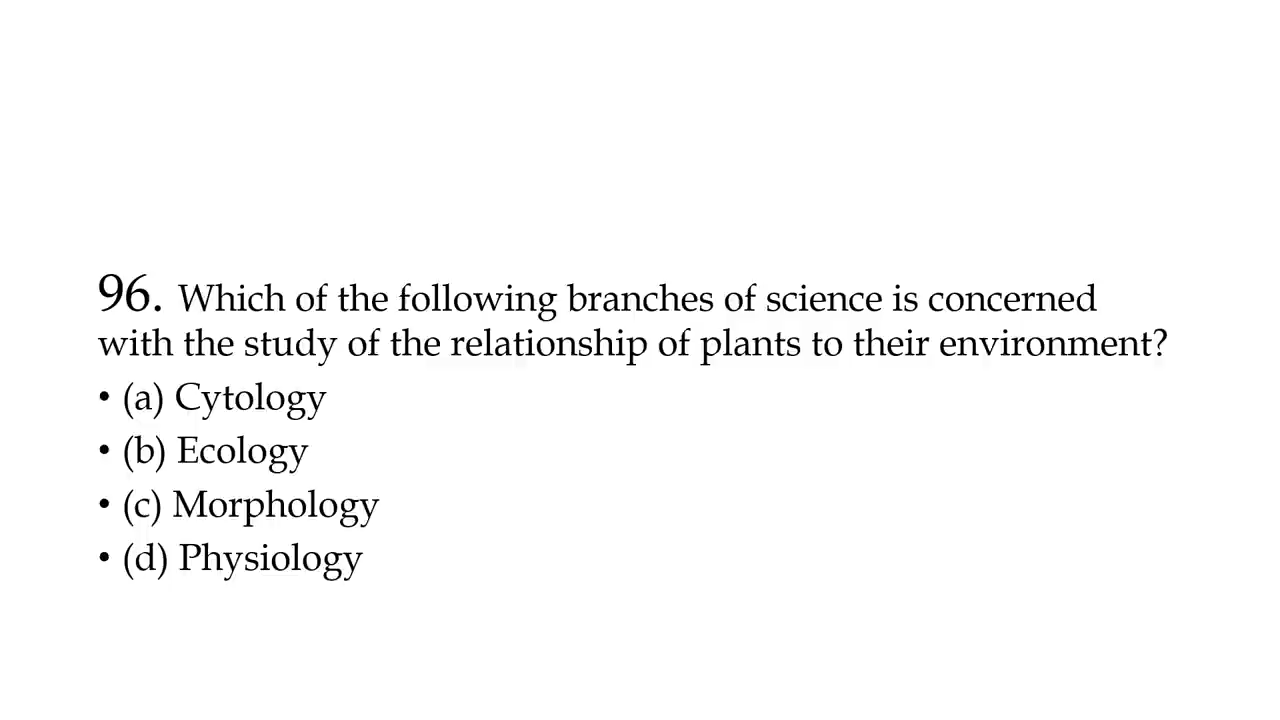 96. Which of the following branches of science is concerned
with the study of the relationship of plants to their environment?
• (a) Cytology
• (b) Ecology
• (c) Morphology
• (d) Physiology